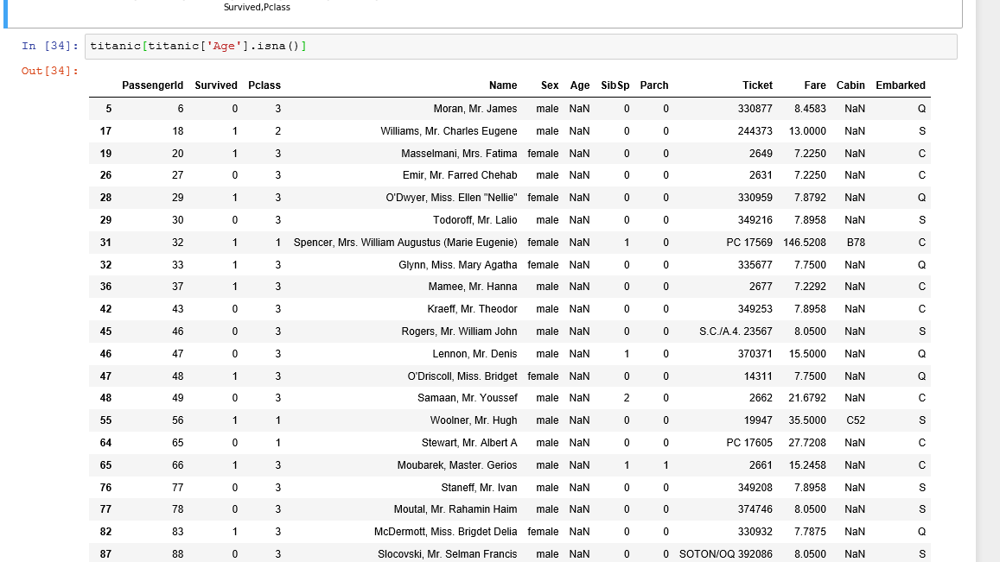 Survived,Pclass
In [34]: titanic[titanic['Age'].isna()]
Out[34]:
PassengerId Survived Pclass Name Sex Age SibSp Parch Ticket Fare Cabin Embarked
5 6 0 3 Moran, Mr. James male NaN 0 0 330877 8.4583 NaN Q
17 18 1 2 Williams, Mr. Charles Eugene male NaN 0 0 244373 13.0000 NaN S
19 20 1 3 Masselmani, Mrs. Fatima female NaN 0 0 2649 7.2250 NaN C
26 27 0 3 Emir, Mr. Farred Chehab male NaN 0 0 2631 7.2250 NaN C
28 29 1 3 O'Dwyer, Miss. Ellen "Nellie" female NaN 0 0 330959 7.8792 NaN Q
29 30 0 3 Todoroff, Mr. Lalio male NaN 0 0 349216 7.8958 NaN S
31 32 1 1 Spencer, Mrs. William Augustus (Marie Eugenie) female NaN 1 0 PC 17569 146.5208 B78 C
32 33 1 3 Glynn, Miss. Mary Agatha female NaN 0 0 335677 7.7500 NaN Q
36 37 1 3 Mamee, Mr. Hanna male NaN 0 0 2677 7.2292 NaN C
42 43 0 3 Kraeff, Mr. Theodor male NaN 0 0 349253 7.8958 NaN C
45 46 0 3 Rogers, Mr. William John male NaN 0 0 S.C./A.4. 23567 8.0500 NaN S
46 47 0 3 Lennon, Mr. Denis male NaN 1 0 370371 15.5000 NaN Q
47 48 1 3 O'Driscoll, Miss. Bridget female NaN 0 0 14311 7.7500 NaN Q
48 49 0 3 Samaan, Mr. Youssef male NaN 2 0 2662 21.6792 NaN C
55 56 1 1 Woolner, Mr. Hugh male NaN 0 0 19947 35.5000 C52 S
64 65 0 1 Stewart, Mr. Albert A male NaN 0 0 PC 17605 27.7208 NaN C
65 66 1 3 Moubarek, Master. Gerios male NaN 1 1 2661 15.2458 NaN C
76 77 0 3 Staneff, Mr. Ivan male NaN 0 0 349208 7.8958 NaN S
77 78 0 3 Moutal, Mr. Rahamin Haim male NaN 0 0 374746 8.0500 NaN S
82 83 1 3 McDermott, Miss. Brigdet Delia female NaN 0 0 330932 7.7875 NaN Q
87 88 0 3 Slocovski, Mr. Selman Francis male NaN 0 0 SOTON/OQ 392086 8.0500 NaN S